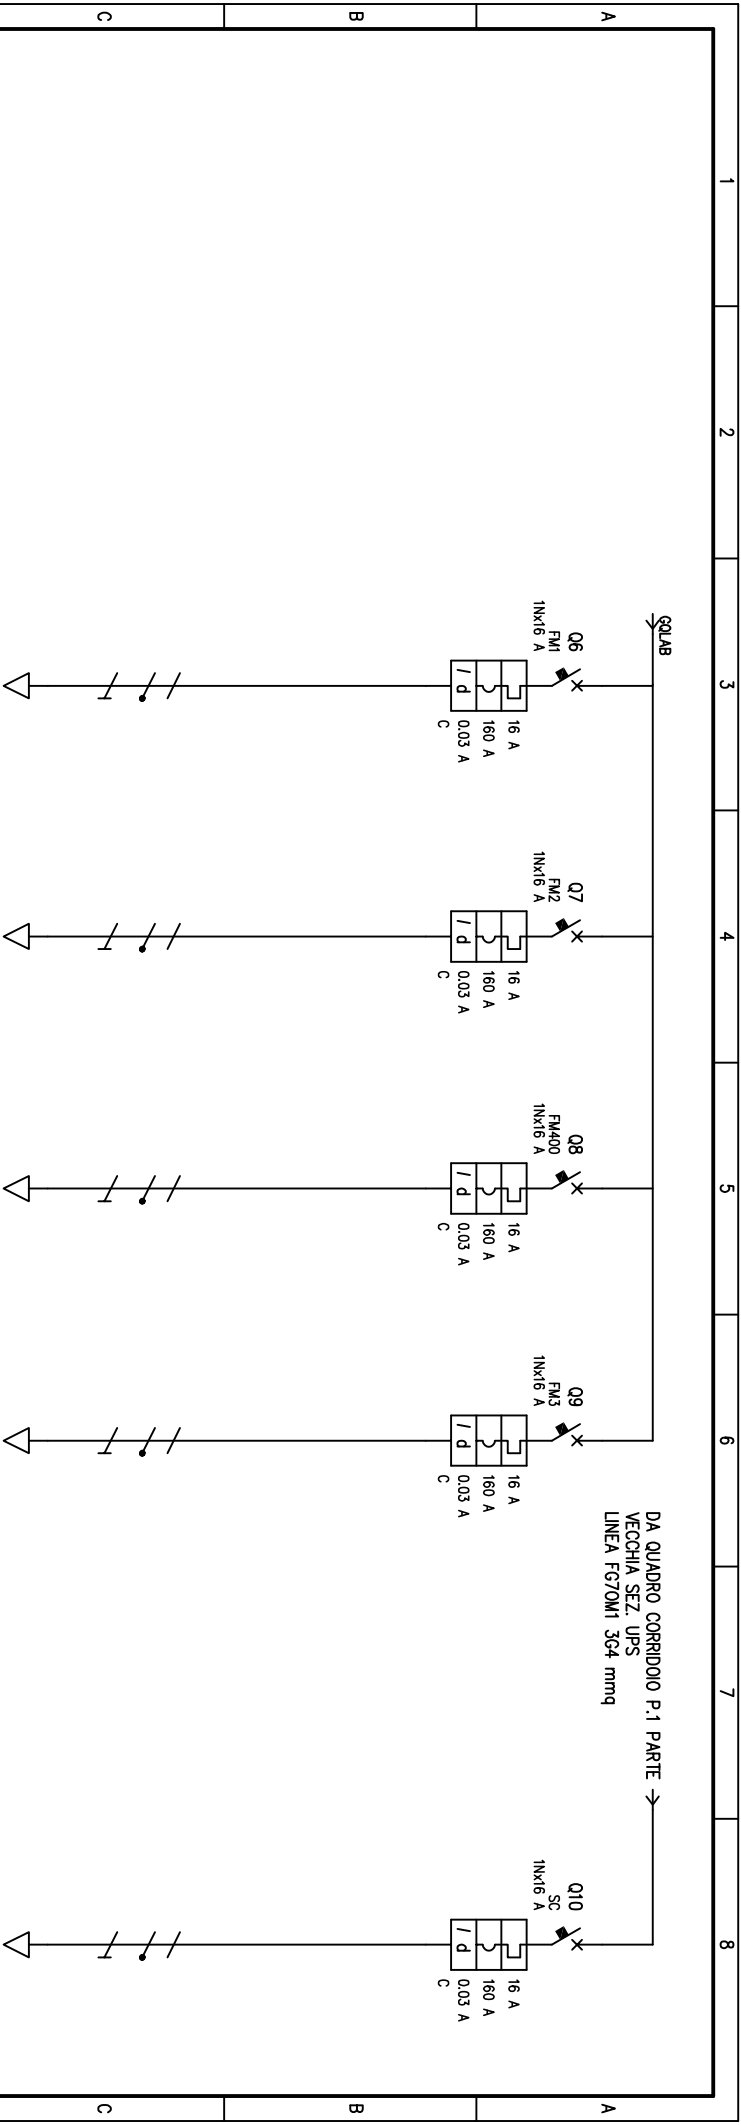 1
2
3
4
5
6
7
8
A
B
C
A
B
C
GQLAB
DA QUADRO CORRIDOIO P.1 PARTE
VECCHIA SEZ. UPS
LINEA FG7OM1 3G4 mmq
Q6
FM1
1Nx16 A
16 A
160 A
I d
0.03 A
C
Q7
FM2
1Nx16 A
16 A
160 A
I d
0.03 A
C
Q8
FM400
1Nx16 A
16 A
160 A
I d
0.03 A
C
Q9
FM3
1Nx16 A
16 A
160 A
I d
0.03 A
C
Q10
SC
1Nx16 A
16 A
160 A
I d
0.03 A
C